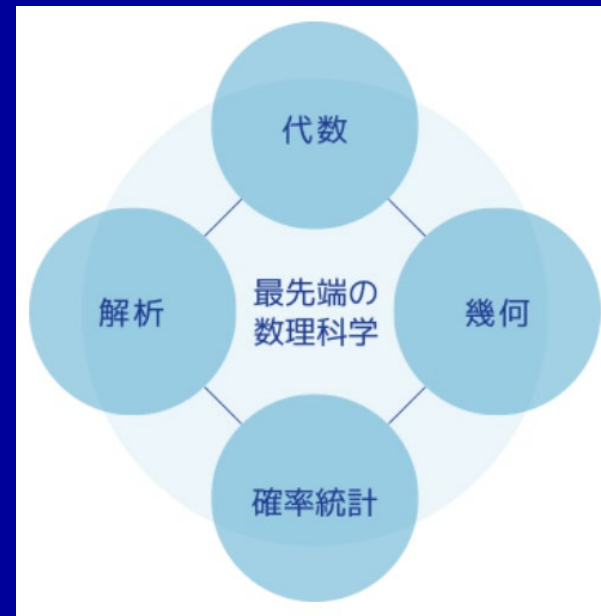 代数
解析
最先端の
数理科学
幾何
確率統計